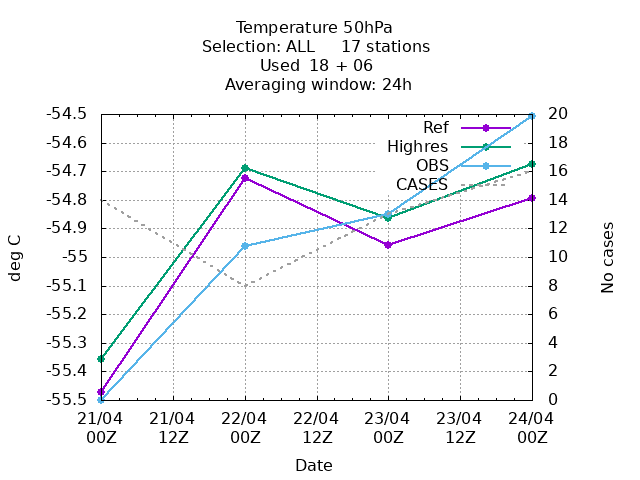 Temperature 50hPa
Selection: ALL 17 stations
Used 18 + 06
Averaging window: 24h
-54.5
-54.6
-54.7
-54.8
-54.9
-55
-55.1
-55.2
-55.3
-55.4
-55.5
deg C
Ref
Highres
OBS
CASES
20
18
16
14
12
10
8
6
4
2
0
No cases
21/04 21/04 22/04 22/04 23/04 23/04 24/04
00Z 12Z 00Z 12Z 00Z 12Z 00Z
Date